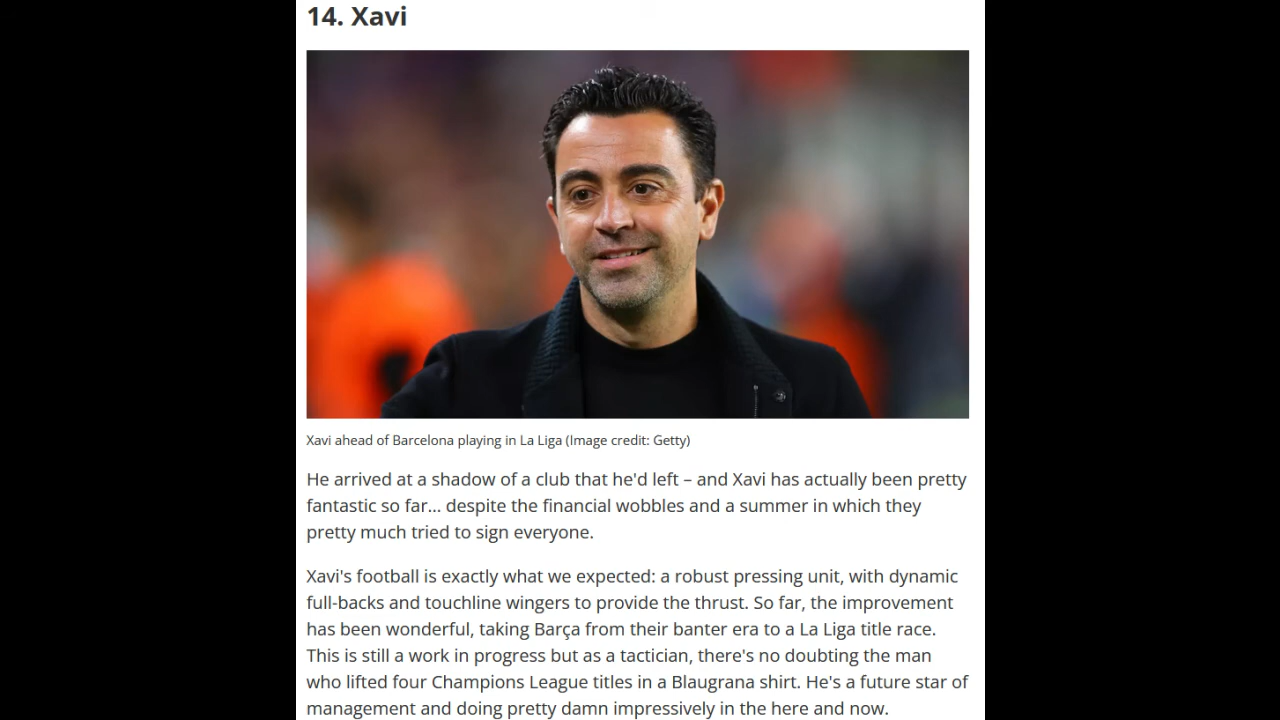 14. Xavi
Xavi ahead of Barcelona playing in La Liga (Image credit: Getty)
He arrived at a shadow of a club that he'd left – and Xavi has actually been pretty
fantastic so far... despite the financial wobbles and a summer in which they
pretty much tried to sign everyone.
Xavi's football is exactly what we expected: a robust pressing unit, with dynamic
full-backs and touchline wingers to provide the thrust. So far, the improvement
has been wonderful, taking Barça from their banter era to a La Liga title race.
This is still a work in progress but as a tactician, there's no doubting the man
who lifted four Champions League titles in a Blaugrana shirt. He's a future star of
management and doing pretty damn impressively in the here and now.